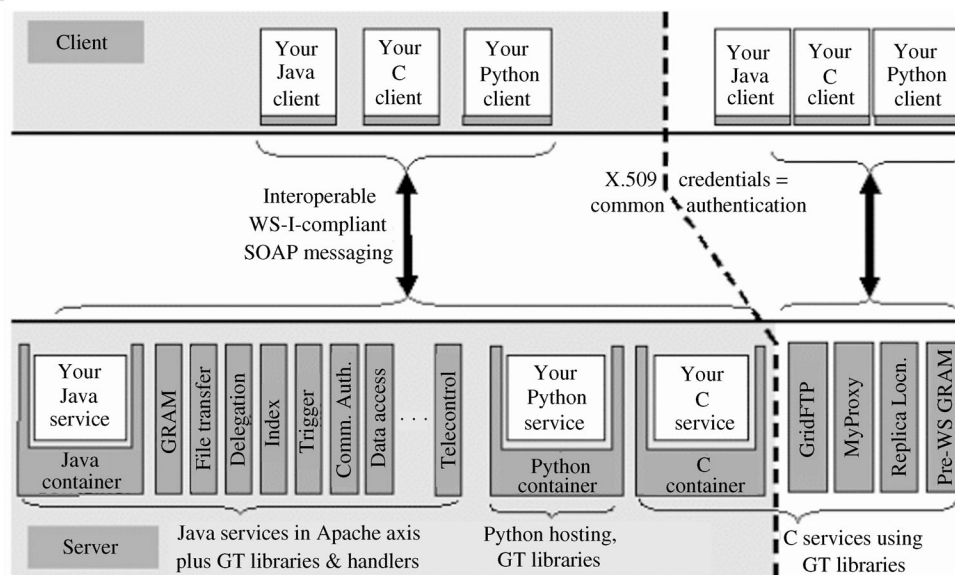 Client
Your
Java
client
Your
C
client
Your
Python
client
Your
Java
client
Your
C
client
Your
Python
client
Interoperable
WS-I-compliant
SOAP messaging
X.509 credentials =
common authentication
Your
Java
service
Java
container
GRAM
File transfer
Delegation
Index
Trigger
Comm. Auth.
Data access
. . .
Telecontrol
Your
Python
service
Python
container
Your
C
service
C
container
GridFTP
MyProxy
Replica Locn.
Pre-WS GRAM
Server
Java services in Apache axis
plus GT libraries & handlers
Python hosting,
GT libraries
C services using
GT libraries